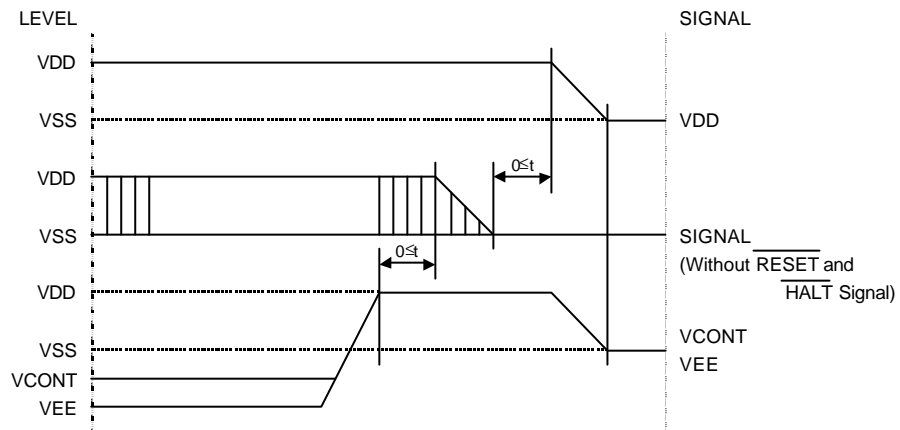 LEVEL SIGNAL
VDD
VSS VDD
0≤t
VDD
VSS SIGNAL
(Without RESET and
HALT Signal)
0≤t
VDD
VSS VCONT
VEE
VCONT
VEE